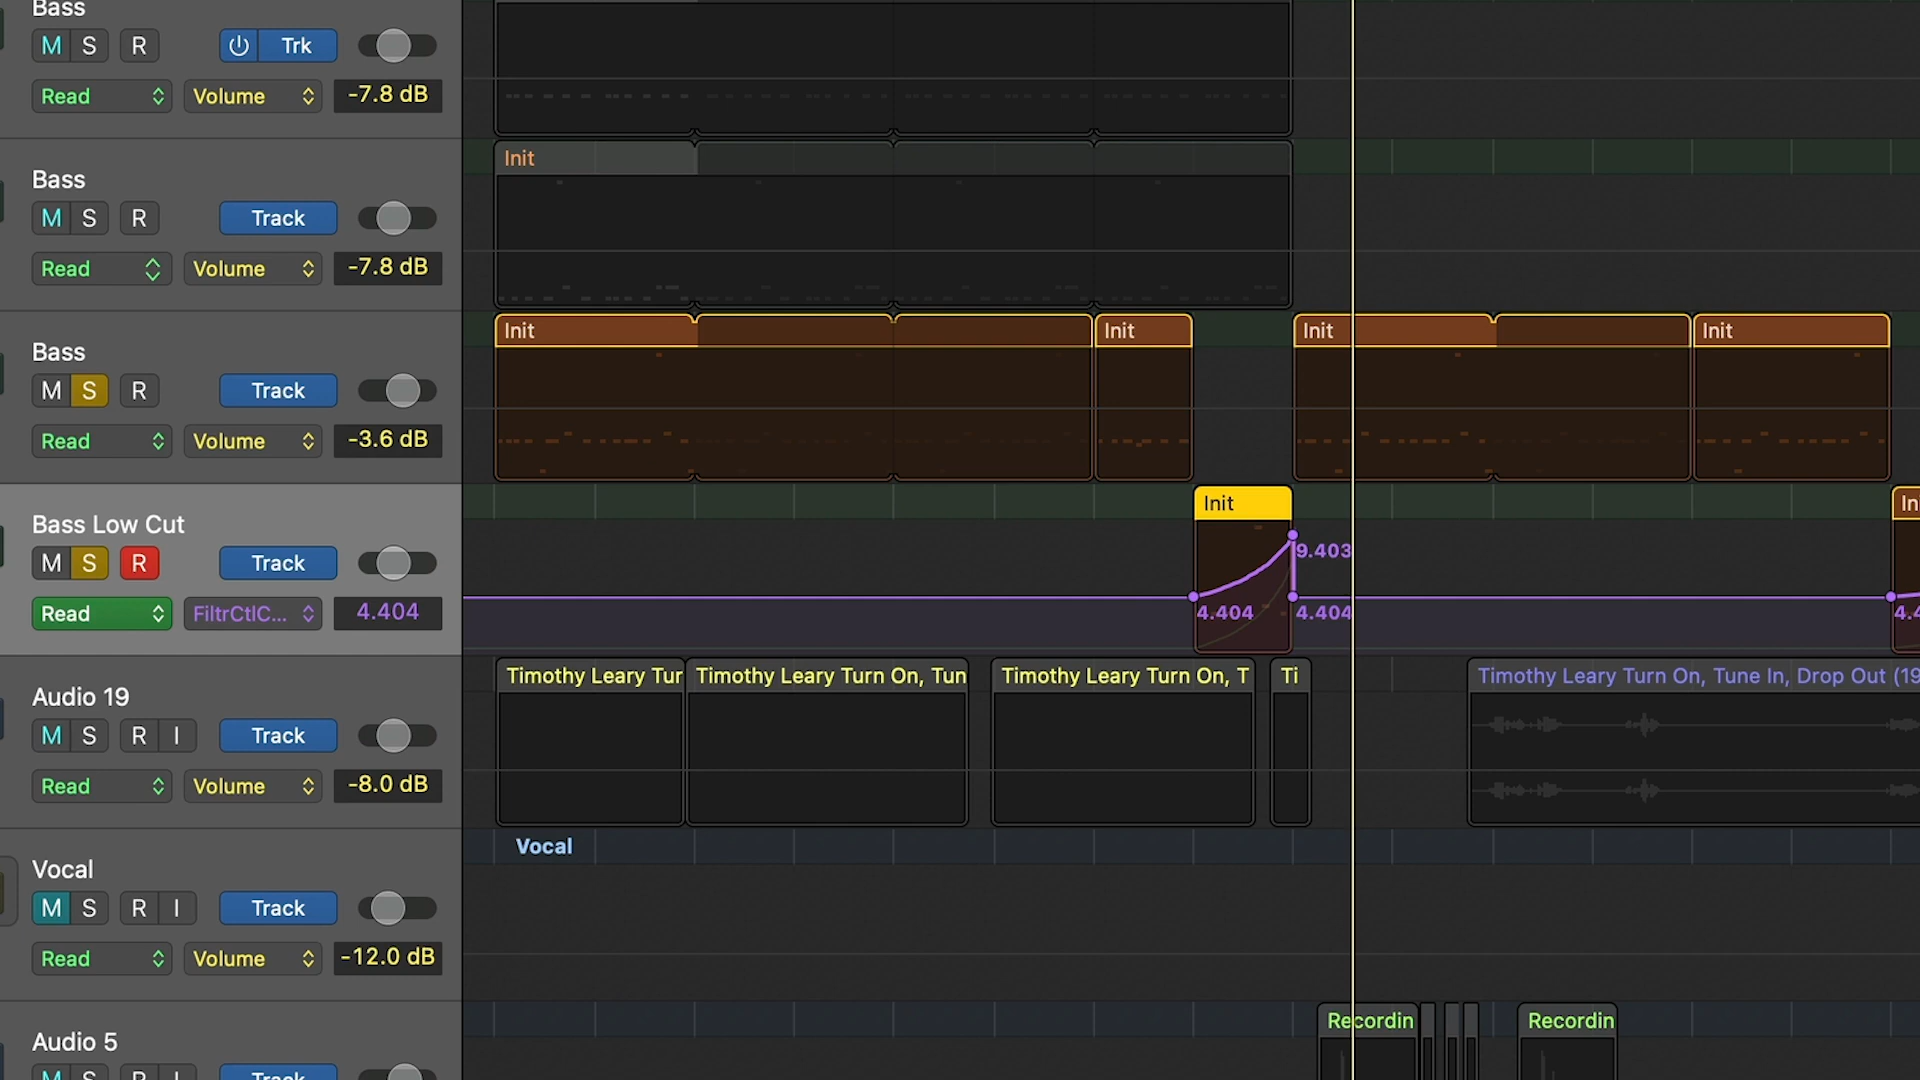 Bass
M S R Trk
Read Volume -7.8 dB
Init
Bass
M S R Track
Read Volume -7.8 dB
Init Init Init Init
Bass
M S R Track
Read Volume -3.6 dB
Init In
Bass Low Cut
M S R Track
9.403
Read FiltrCtlC... 4.404
4.404 4.404 4.4
Timothy Leary Tur Timothy Leary Turn On, Tun Timothy Leary Turn On, T Ti Timothy Leary Turn On, Tune In, Drop Out (19
Audio 19
M S R I Track
Read Volume -8.0 dB
Vocal
Vocal
M S R I Track
Read Volume -12.0 dB
Recordin Recordin
Audio 5
M S R I Track